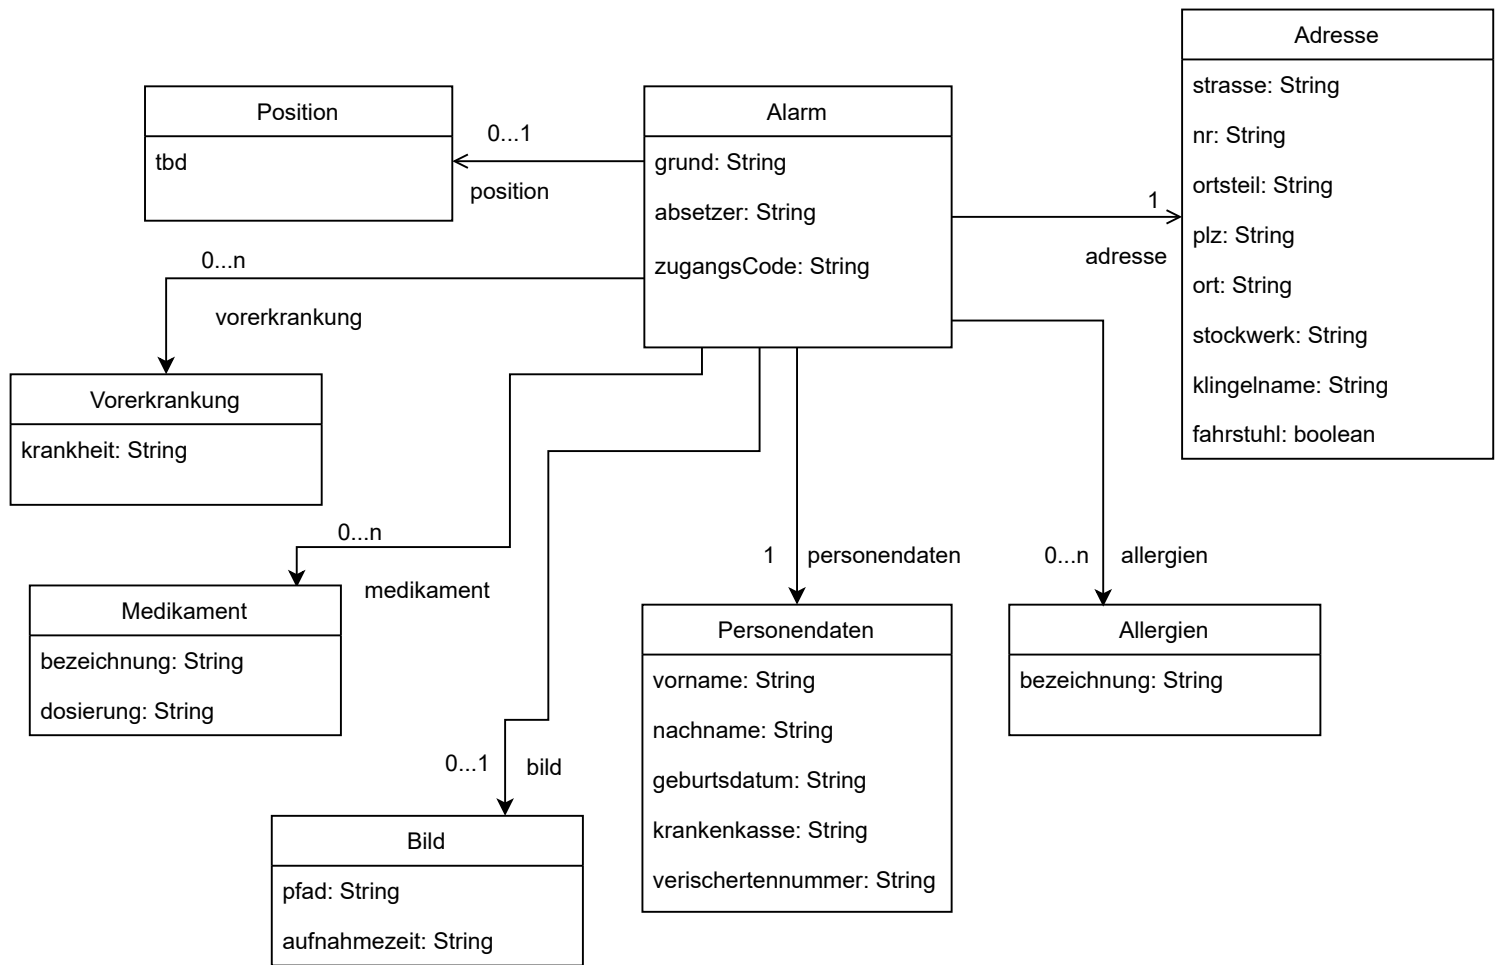 Adresse
strasse: String
nr: String
ortsteil: String
plz: String
ort: String
stockwerk: String
klingelname: String
fahrstuhl: boolean
Position
tbd
0...1
position
Alarm
grund: String
absetzer: String
zugangsCode: String
1
adresse
0...n
vorerkrankung
Vorerkrankung
krankheit: String
0...n
medikament
Medikament
bezeichnung: String
dosierung: String
0...1
bild
Bild
pfad: String
aufnahmezeit: String
1
personendaten
Personendaten
vorname: String
nachname: String
geburtsdatum: String
krankenkasse: String
verischertennummer: String
0...n
allergien
Allergien
bezeichnung: String